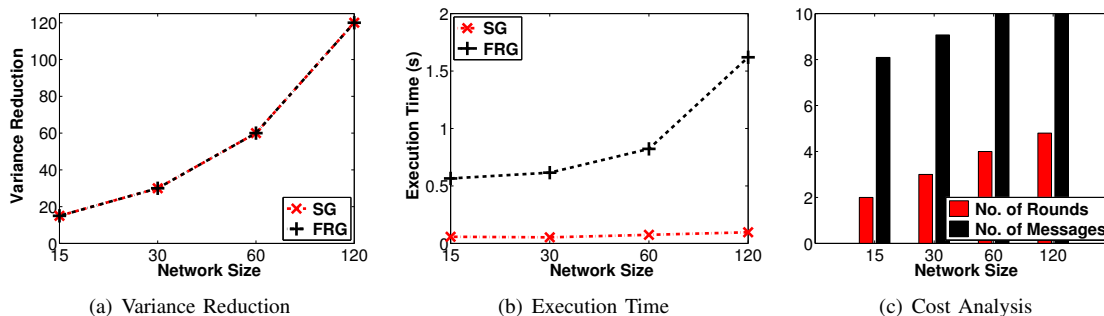 Variance Reduction
120
100
80
60
40
20
0
15
30
60
120
Network Size
SG
FRG
(a) Variance Reduction
Execution Time (s)
2
1.5
1
0.5
0
15
30
60
120
Network Size
SG
FRG
(b) Execution Time
10
8
6
4
2
0
15
30
60
120
Network Size
No. of Rounds
No. of Messages
(c) Cost Analysis